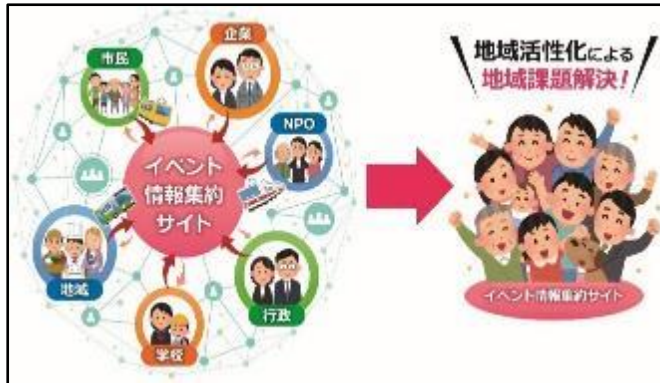 市民
企業
NPO
イベント
情報集約
サイト
地域
学校
行政
地域活性化による
地域課題解決!
イベント情報集約サイト